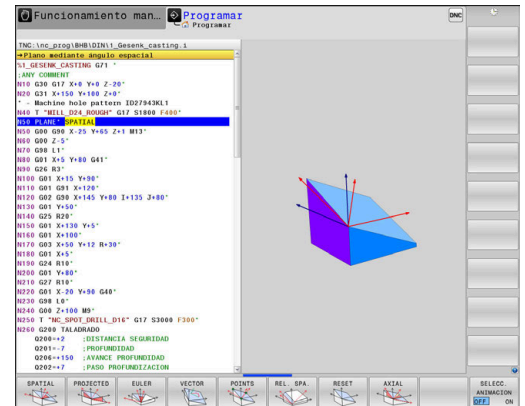 Funcionamiento man...
Programar
Programar
DNC
TNC:\nc_prog\BHB\DIN\1_Gesenk_casting.i
→Plano mediante ángulo espacial
%1_GESENK_CASTING G71 *
;ANY COMMENT
N10 G30 G17 X+0 Y+0 Z-20*
N20 G31 X+150 Y+100 Z+0*
* - Machine hole pattern ID27943KL1
N40 T "MILL_D24_ROUGH" G17 S1800 F400*
N50 PLANE* SPATIAL
N50 G00 G90 X-25 Y+65 Z+1 M13*
N60 G00 Z-5*
N70 G98 L1*
N80 G01 X+5 Y+80 G41*
N90 G26 R3*
N100 G01 X+15 Y+90*
N110 G01 G91 X+120*
N120 G02 G90 X+145 Y+80 I+135 J+80*
N130 G01 Y+50*
N140 G25 R20*
N150 G01 X+130 Y+5*
N160 G01 X+100*
N170 G03 X+50 Y+12 R+30*
N180 G01 X+5*
N190 G24 R10*
N200 G01 Y+80*
N210 G27 R10*
N220 G01 X-20 Y+90 G40*
N230 G98 L0*
N240 G00 Z+100 M9*
N250 T "NC_SPOT_DRILL_D16" G17 S3000 F300*
N260 G200 TALADRADO
Q200=+2 ;DISTANCIA SEGURIDAD
Q201=-7 ;PROFUNDIDAD
Q206=+150 ;AVANCE PROFUNDIDAD
Q202=+7 ;PASO PROFUNDIZACION
SPATIAL PROJECTED EULER VECTOR POINTS REL. SPA. RESET AXIAL SELECC.
ANIMACION
OFF ON